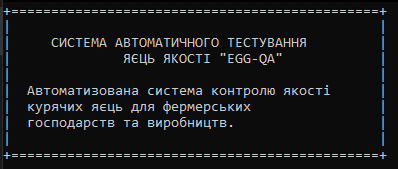 СИСТЕМА АВТОМАТИЧНОГО ТЕСТУВАННЯ
ЯЄЦЬ ЯКОСТІ "EGG-QA"
Автоматизована система контролю якості
курячих яєць для фермерських
господарств та виробництв.